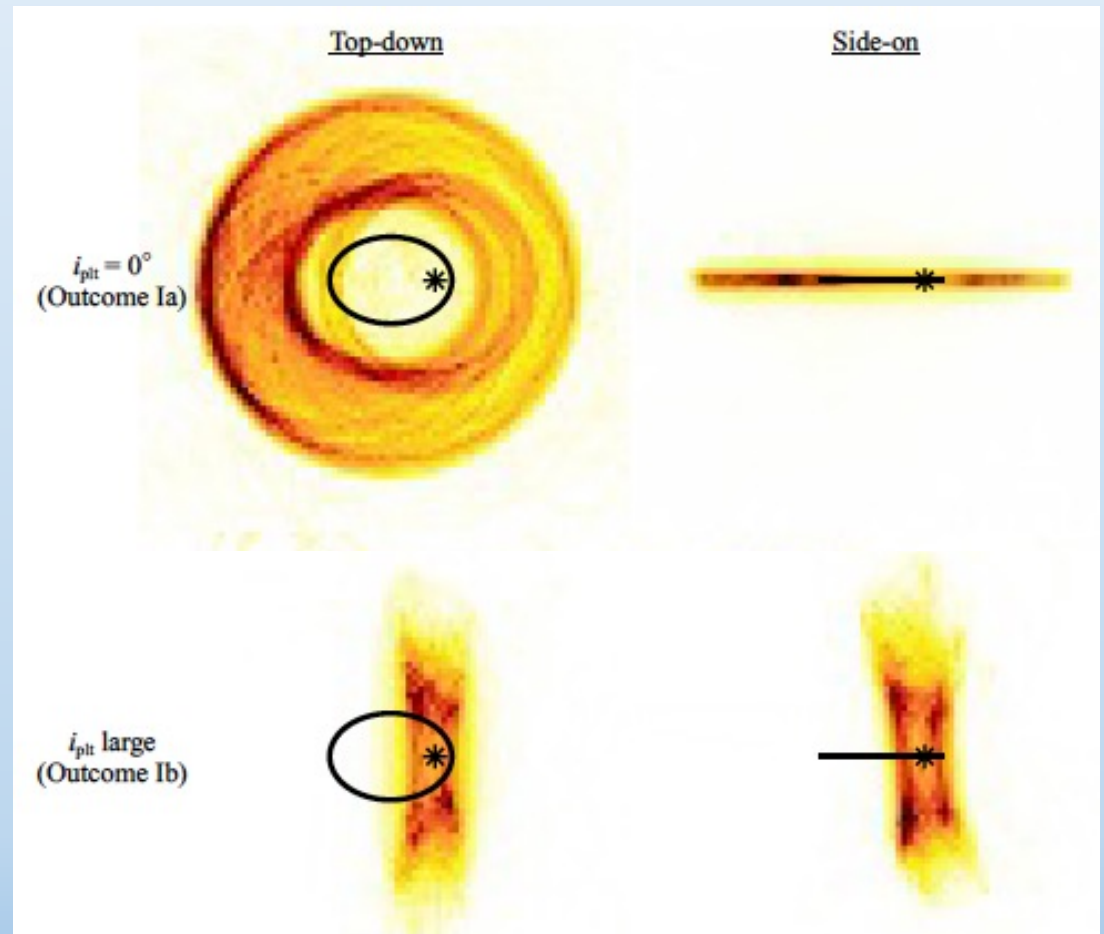 Top-down
Side-on
i_plt = 0°
(Outcome Ia)
i_plt large
(Outcome Ib)